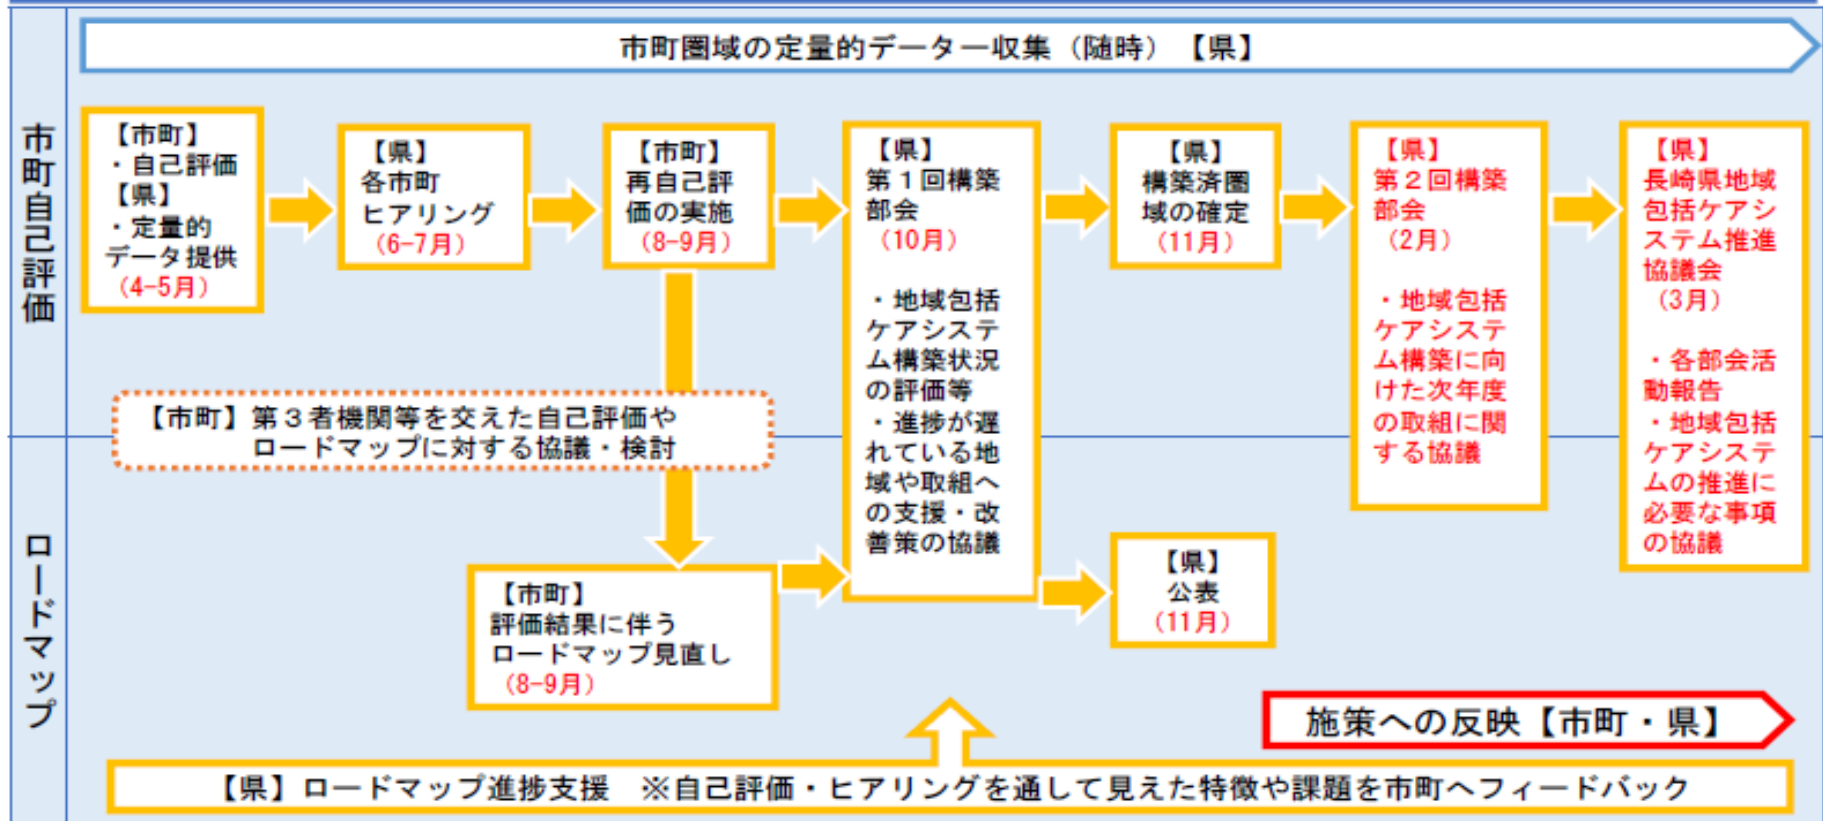 市町圏域の定量的データー収集（随時）【県】
市町自己評価
【市町】
・自己評価
【県】
・定量的
データ提供
（4-5月）
【県】
各市町
ヒアリング
（6-7月）
【市町】
再自己評
価の実施
（8-9月）
【県】
第１回構築
部会
（10月）
・地域包括
ケアシステ
ム構築状況
の評価等
・進捗が遅
れている地
域や取組へ
の支援・改
善策の協議
【県】
構築済圏
域の確定
（11月）
【県】
第２回構築
部会
（2月）
・地域包括
ケアシステ
ム構築に向
けた次年度
の取組に関
する協議
【県】
長崎県地域
包括ケアシ
ステム推進
協議会
（3月）
・各部会活
動報告
・地域包括
ケアシステ
ムの推進に
必要な事項
の協議
【市町】第３者機関等を交えた自己評価や
ロードマップに対する協議・検討
ロードマップ
【市町】
評価結果に伴う
ロードマップ見直し
（8-9月）
【県】
公表
（11月）
施策への反映【市町・県】
【県】ロードマップ進捗支援　※自己評価・ヒアリングを通して見えた特徴や課題を市町へフィードバック